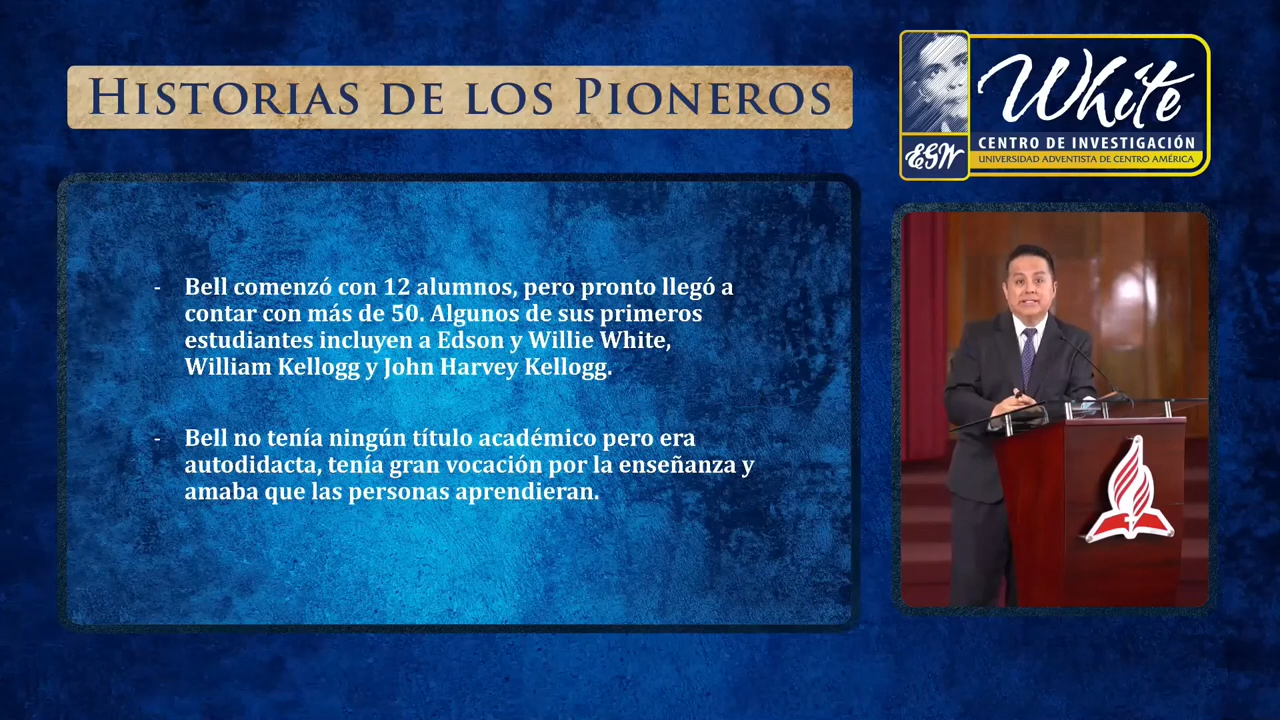 Historias de los Pioneros
White
CENTRO DE INVESTIGACIÓN
EGW
UNIVERSIDAD ADVENTISTA DE CENTRO AMÉRICA
- Bell comenzó con 12 alumnos, pero pronto llegó a
contar con más de 50. Algunos de sus primeros
estudiantes incluyen a Edson y Willie White,
William Kellogg y John Harvey Kellogg.
- Bell no tenía ningún título académico pero era
autodidacta, tenía gran vocación por la enseñanza y
amaba que las personas aprendieran.